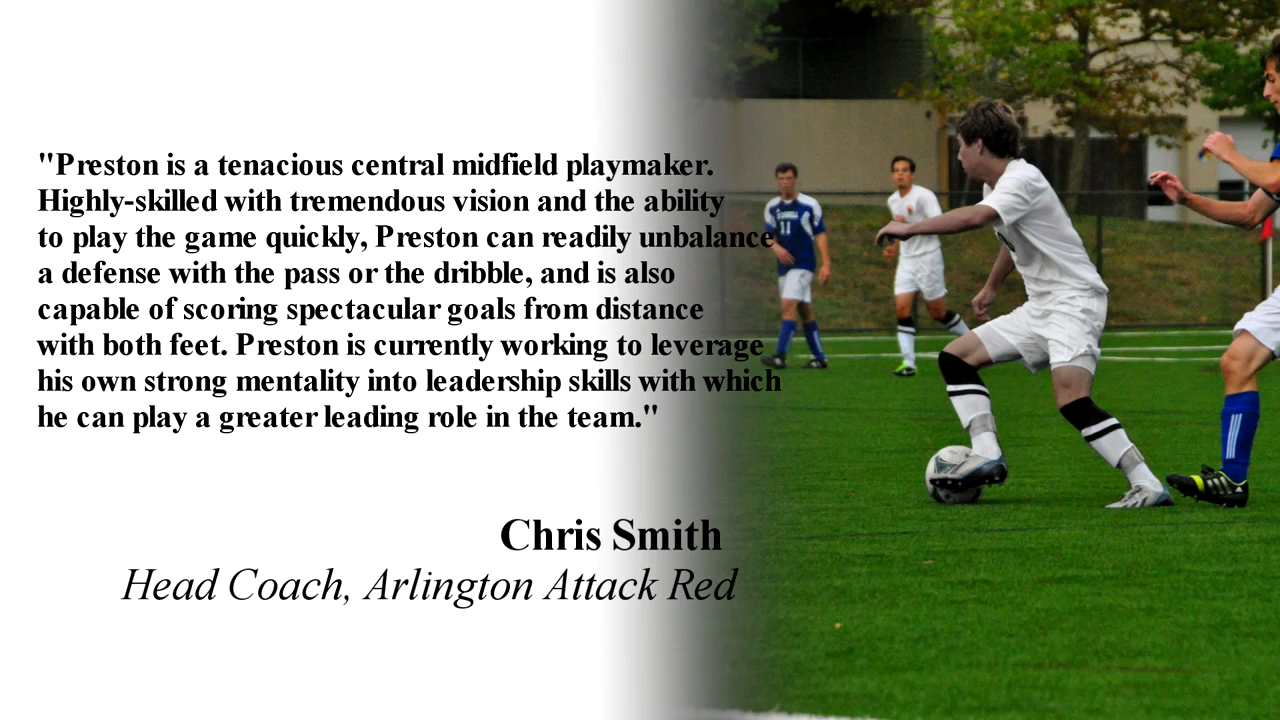 "Preston is a tenacious central midfield playmaker.
Highly-skilled with tremendous vision and the ability
to play the game quickly, Preston can readily unbalance
a defense with the pass or the dribble, and is also
capable of scoring spectacular goals from distance
with both feet. Preston is currently working to leverage
his own strong mentality into leadership skills with which
he can play a greater leading role in the team."
Chris Smith
Head Coach, Arlington Attack Red
11